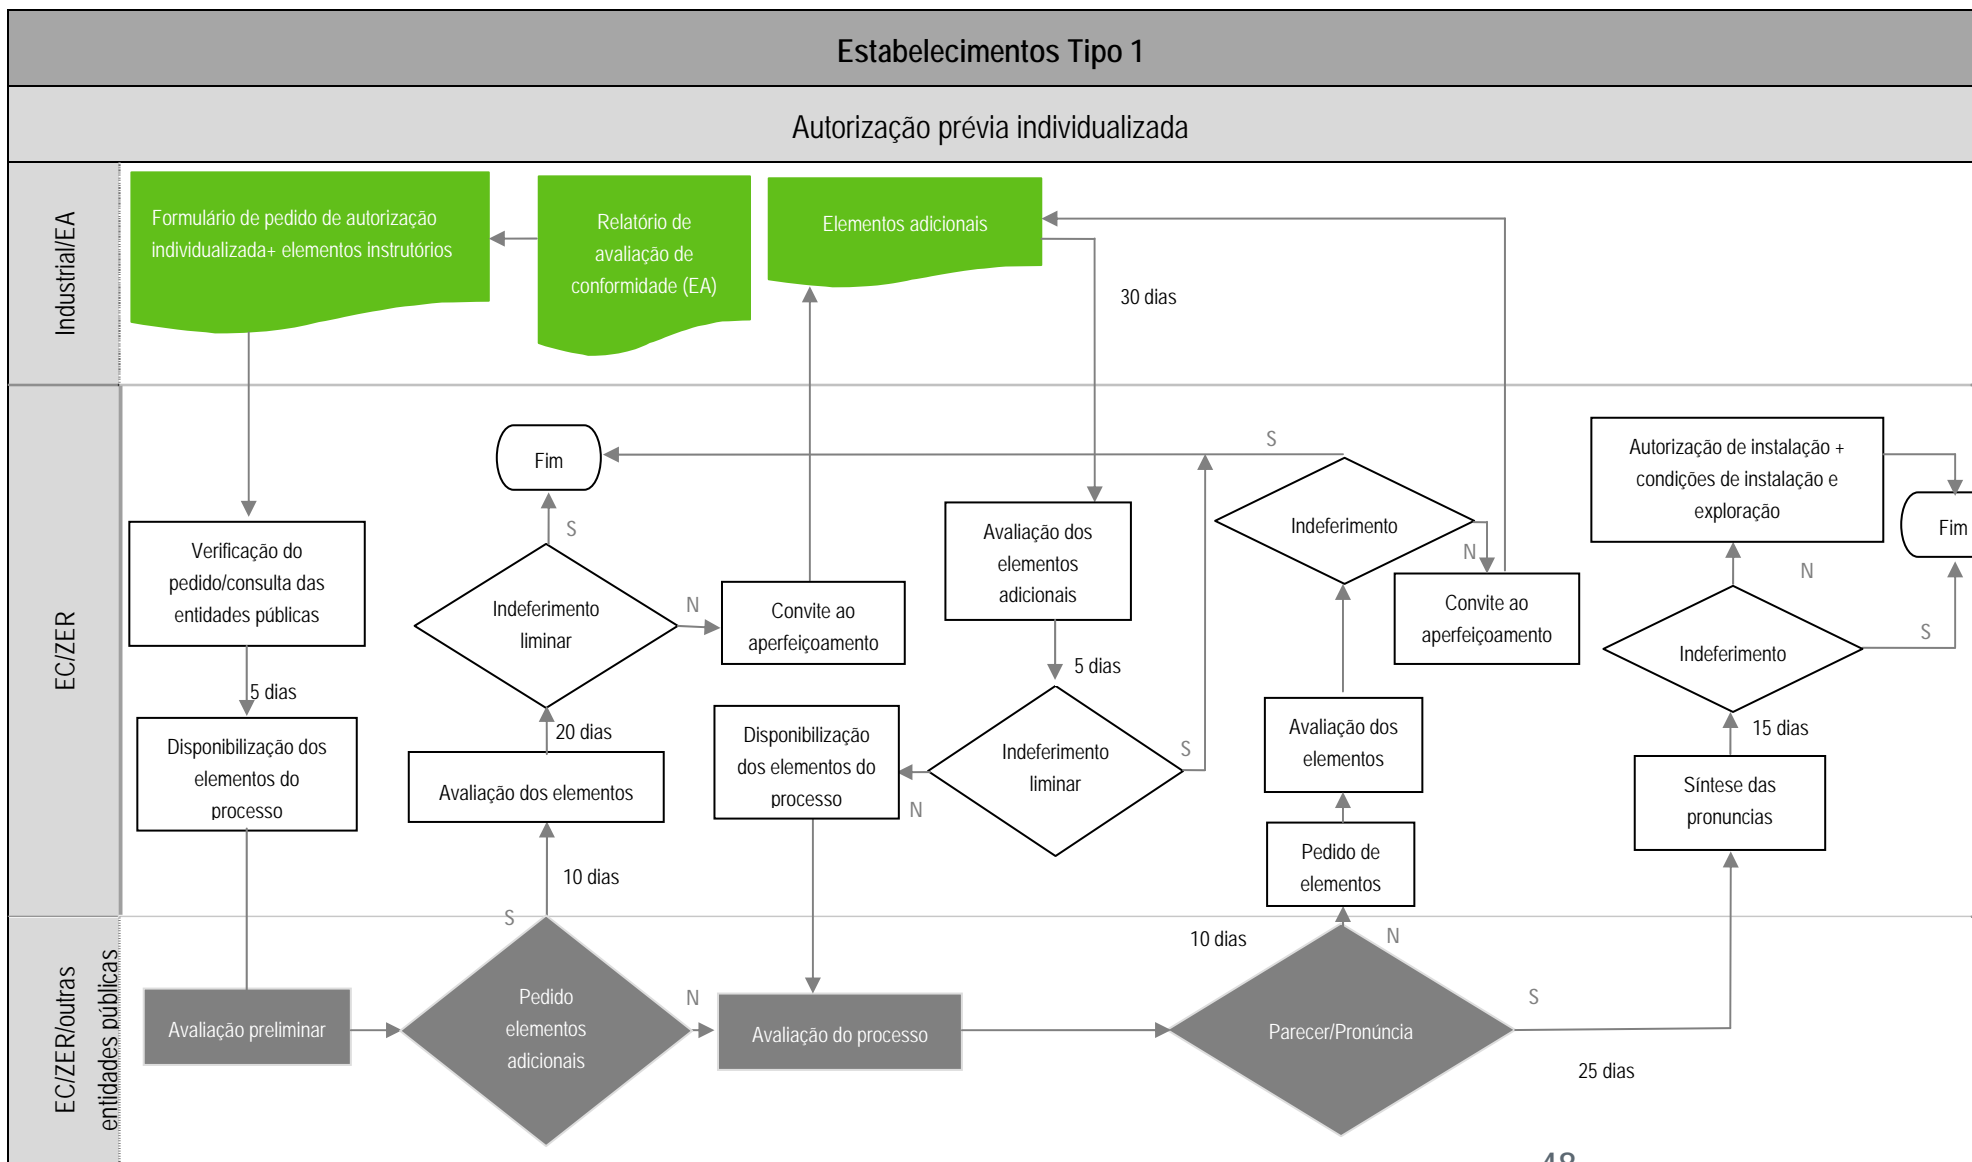 Estabelecimentos Tipo 1
Autorização prévia individualizada
Industrial/EA
Formulário de pedido de autorização
individualizada+ elementos instrutórios
Relatório de
avaliação de
conformidade (EA)
Elementos adicionais
30 dias
EC/ZER
Fim
S
S
Verificação do
pedido/consulta das
entidades públicas
5 dias
Disponibilização dos
elementos do
processo
Indeferimento
liminar
N
Convite ao
aperfeiçoamento
20 dias
Avaliação dos elementos
10 dias
Avaliação dos
elementos
adicionais
5 dias
Disponibilização
dos elementos do
processo
Indeferimento
liminar
N
S
Indeferimento
N
Convite ao
aperfeiçoamento
Avaliação dos
elementos
Pedido de
elementos
Autorização de instalação +
condições de instalação e
exploração
Fim
N
Indeferimento
S
15 dias
Síntese das
pronuncias
EC/ZER/outras
entidades públicas
Avaliação preliminar
S
Pedido
elementos
adicionais
N
Avaliação do processo
10 dias
N
Parecer/Pronúncia
S
25 dias
48